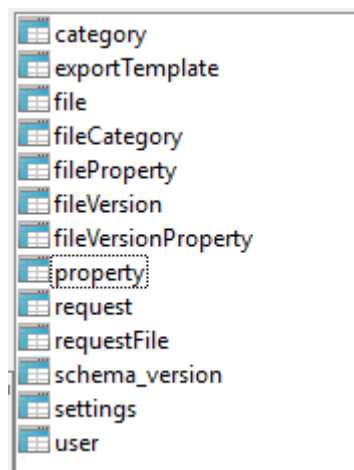 category
exportTemplate
file
fileCategory
fileProperty
fileVersion
fileVersionProperty
property
request
requestFile
schema_version
settings
user